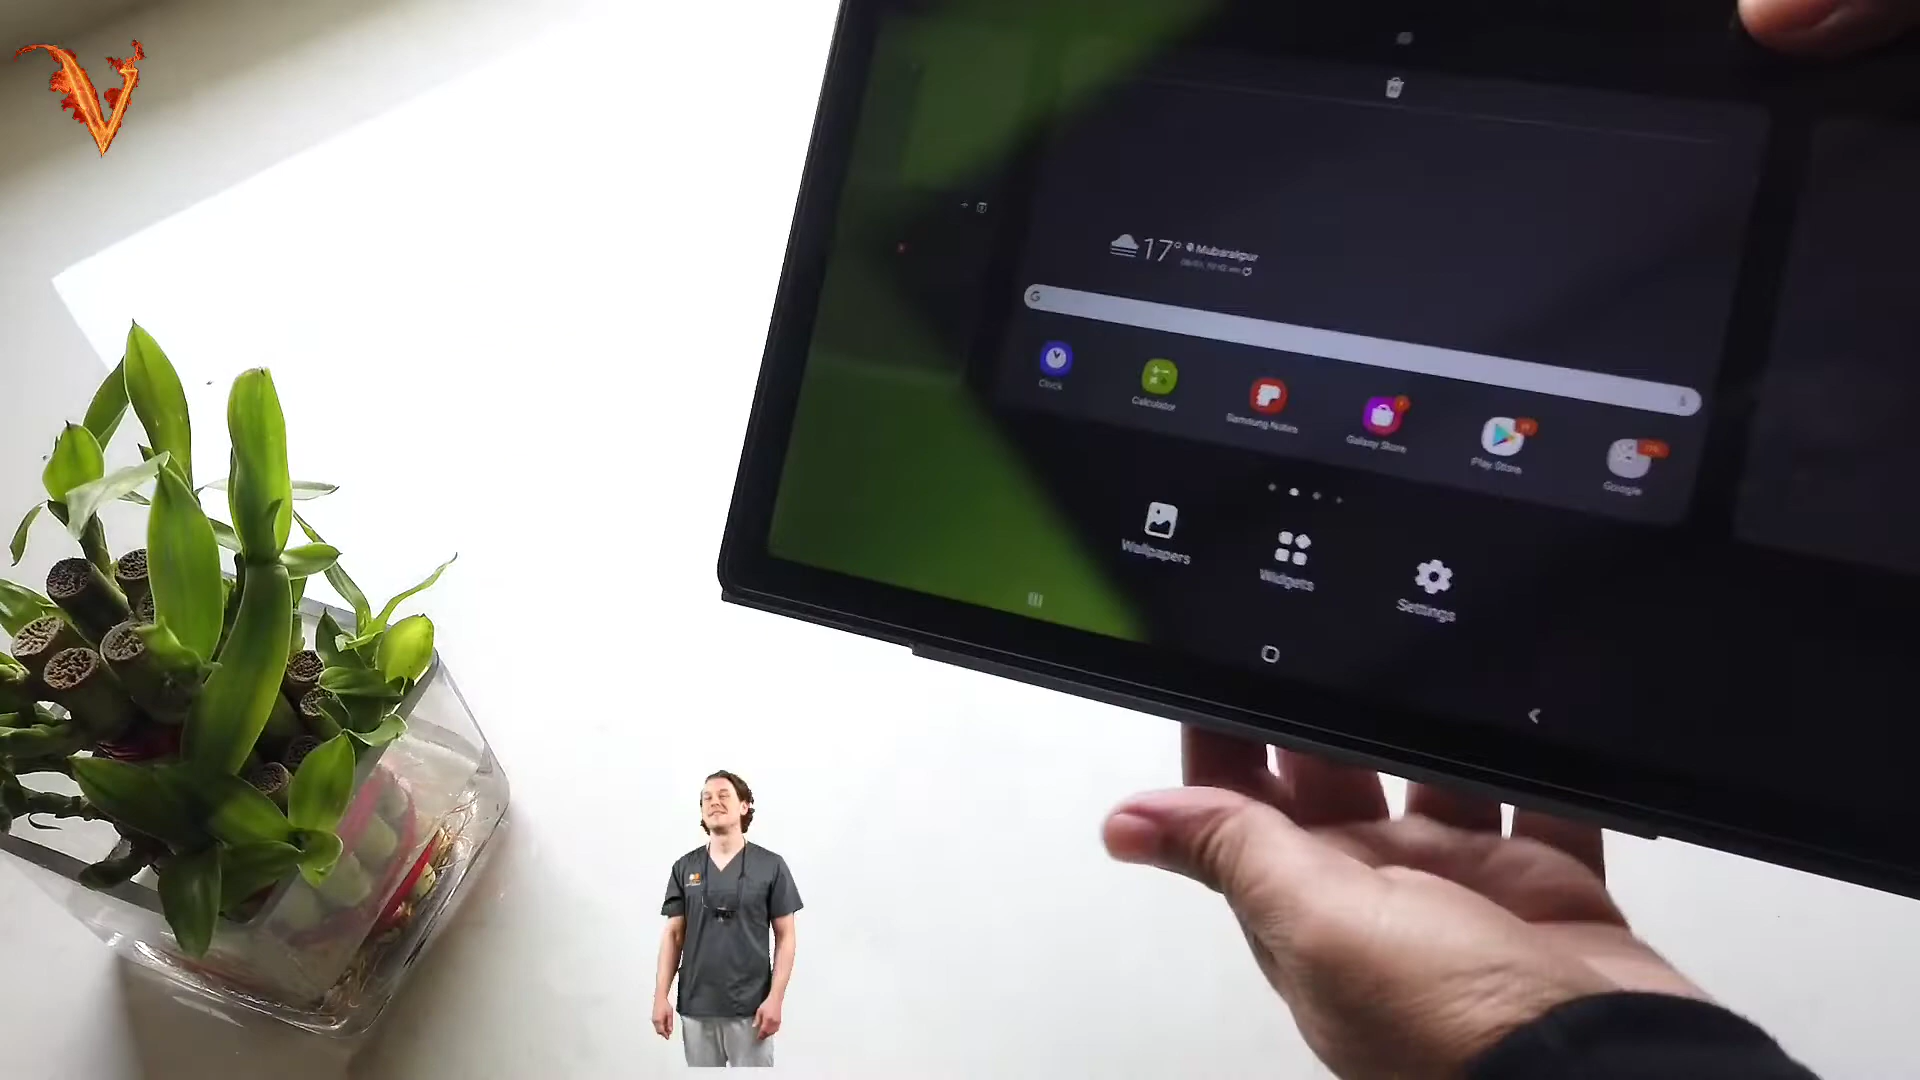 V
17°
Mubarakpur
G
Clock
Calculator
Samsung Notes
Galaxy Store
Play Store
Google
Wallpapers
Widgets
Settings